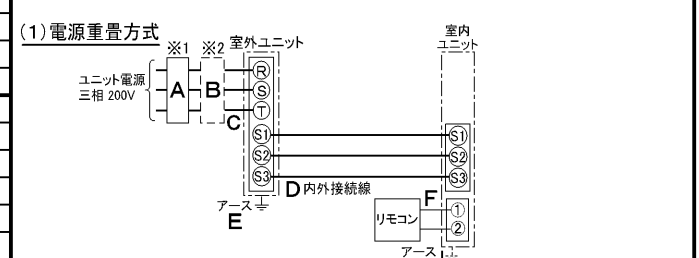 (1)電源重畳方式
※1 ※2 室外ユニット
室内
ユニット
ユニット電源
三相 200V
A
B
C
R
S
T
S1
S2
S3
S1
S2
S3
D 内外接続線
アース
E
リモコン
F
1
2
アース